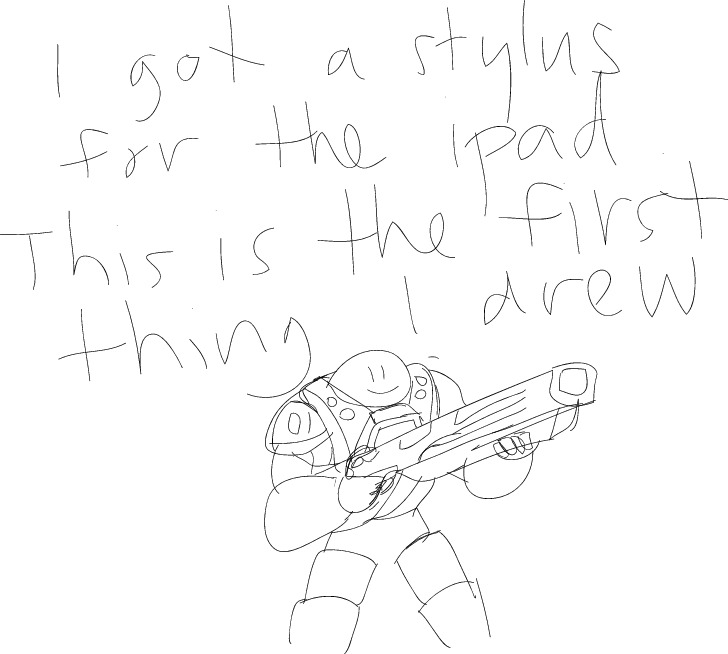 I got a stylus
for the ipad
This is the first
thing I drew